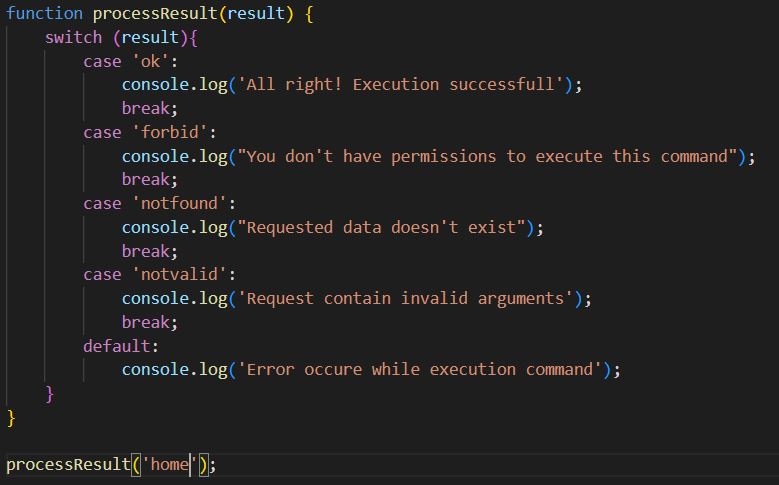 function processResult(result) {
    switch (result){
        case 'ok':
            console.log('All right! Execution successfull');
            break;
        case 'forbid':
            console.log("You don't have permissions to execute this command");
            break;
        case 'notfound':
            console.log("Requested data doesn't exist");
            break;
        case 'notvalid':
            console.log('Request contain invalid arguments');
            break;
        default:
            console.log('Error occure while execution command');
    }
}
processResult('home');